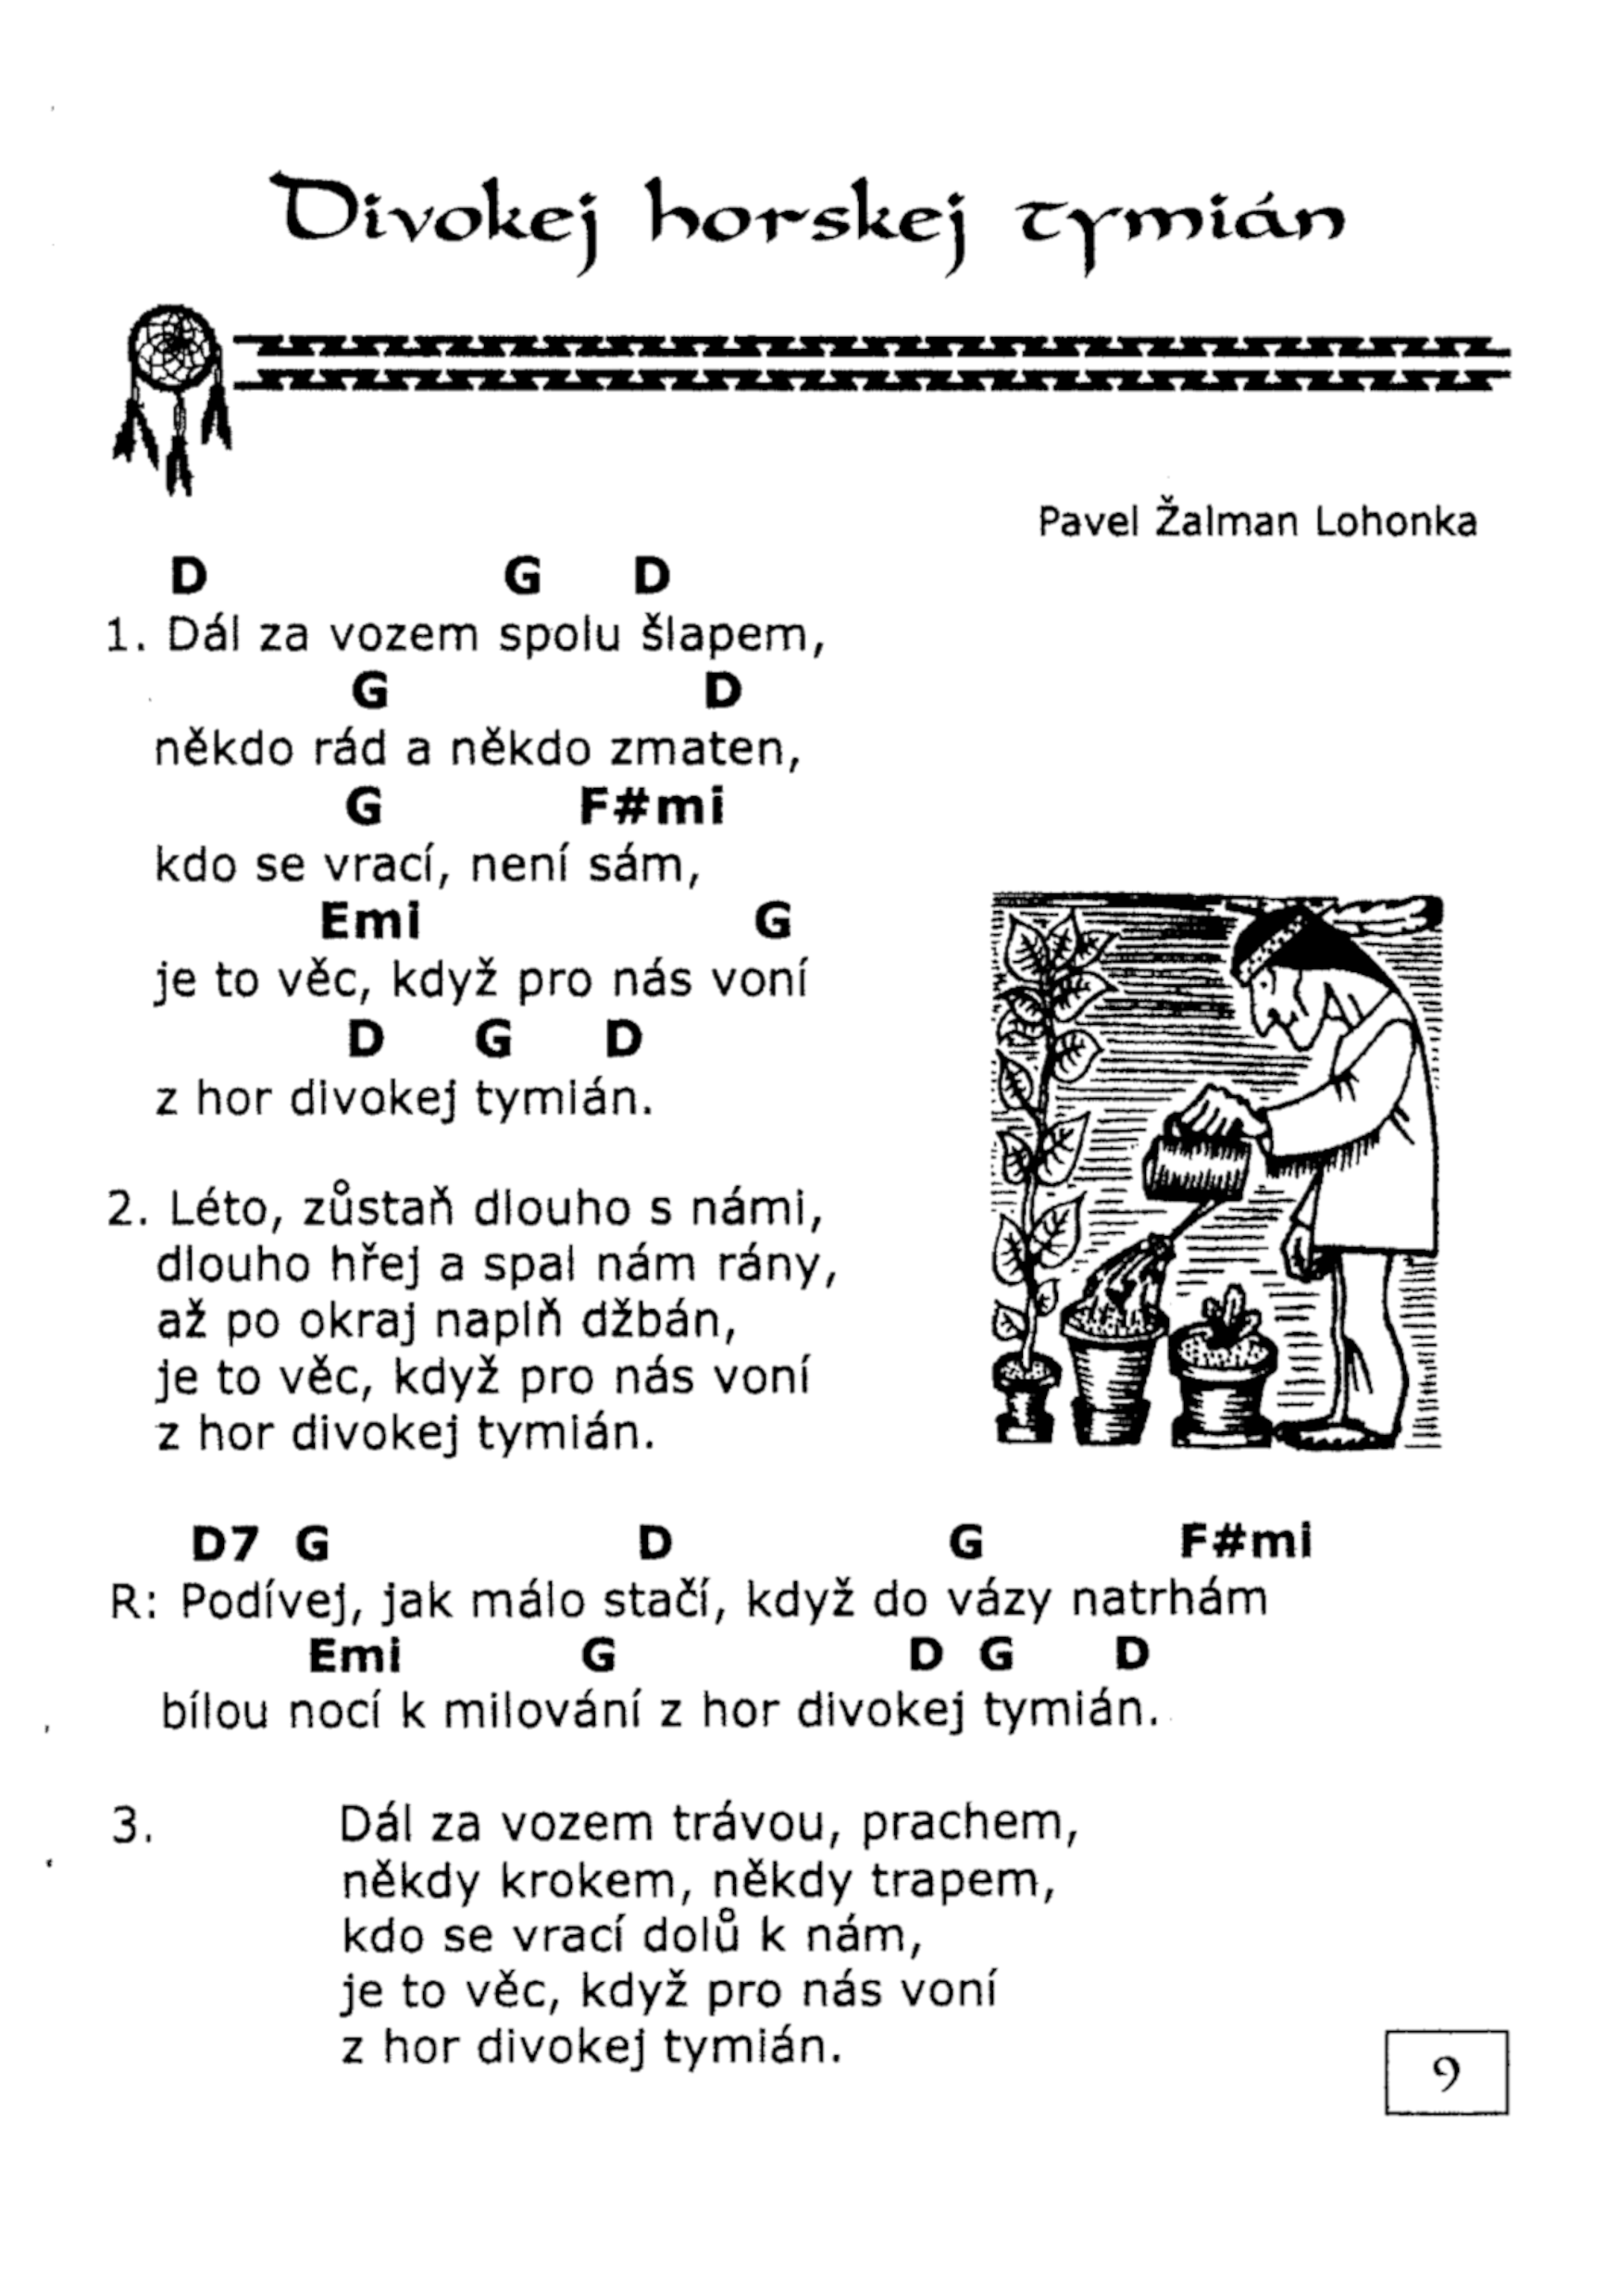 Divokej horskej tymián
Pavel Žalman Lohonka
D G D
1. Dál za vozem spolu šlapem,
G D
někdo rád a někdo zmaten,
G F#mi
kdo se vrací, není sám,
Emi G
je to věc, když pro nás voní
D G D
z hor divokej tymián.
2. Léto, zůstaň dlouho s námi,
dlouho hřej a spal nám rány,
až po okraj naplň džbán,
je to věc, když pro nás voní
z hor divokej tymián.
D7 G D G F#mi
R: Podívej, jak málo stačí, když do vázy natrhám
Emi G D G D
bílou nocí k milování z hor divokej tymián.
3. Dál za vozem trávou, prachem,
někdy krokem, někdy trapem,
kdo se vrací dolů k nám,
je to věc, když pro nás voní
z hor divokej tymián.
9